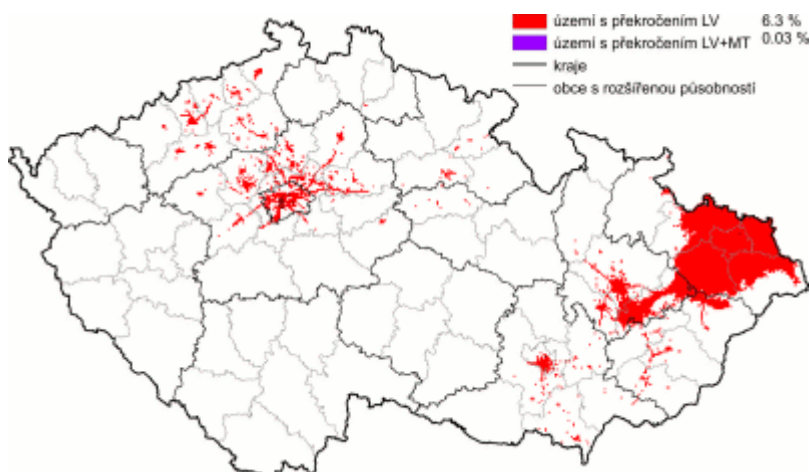 území s překročením LV 6.3 %
území s překročením LV+MT 0.03 %
kraje
obce s rozšířenou působností